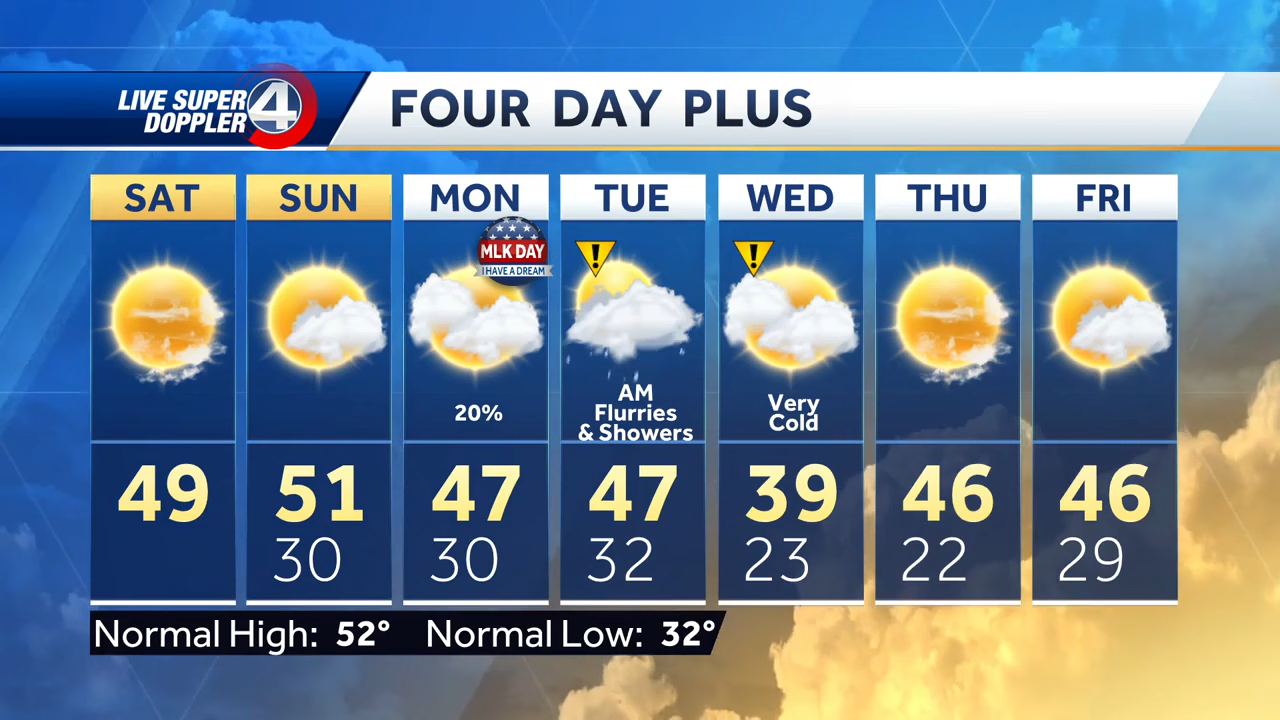 LIVE SUPER
DOPPLER 4
FOUR DAY PLUS
SAT SUN MON TUE WED THU FRI
MLK DAY
I HAVE A DREAM
! !
20%
AM
Flurries
& Showers
Very
Cold
49 51 47 47 39 46 46
30 30 32 23 22 29
Normal High: 52° Normal Low: 32°